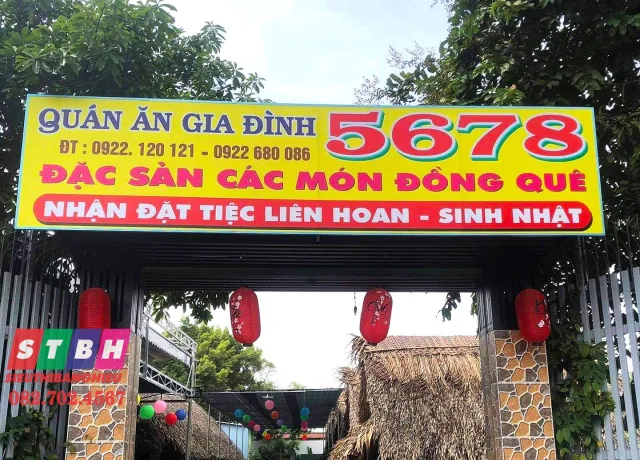 QUÁN ĂN GIA ĐÌNH 5678
ĐT : 0922. 120 121 - 0922 680 086
ĐẶC SẢN CÁC MÓN ĐỒNG QUÊ
NHẬN ĐẶT TIỆC LIÊN HOAN - SINH NHẬT
STBH
082.702.4567